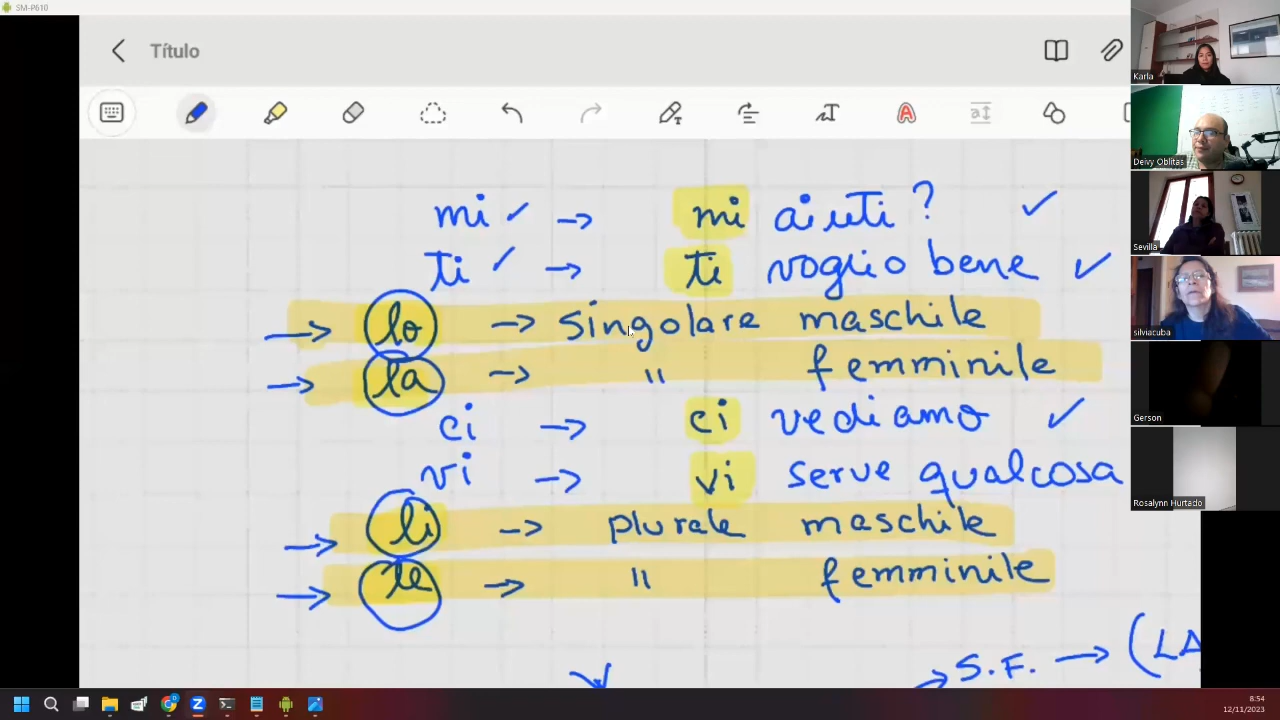 SM-P610
Título
mi ✓ → mi aiuti? ✓
ti ✓ → ti voglio bene ✓
→ lo → singolare maschile
→ la → " femminile
ci → ci vediamo ✓
vi → vi serve qualcosa
→ li → plurale maschile
→ le → " femminile
→ S.F. → (LA
Karla
Deivy Oblitas
Sevilla
silviacuba
Gerson
Rosalynn Hurtado
8:54
12/11/2023